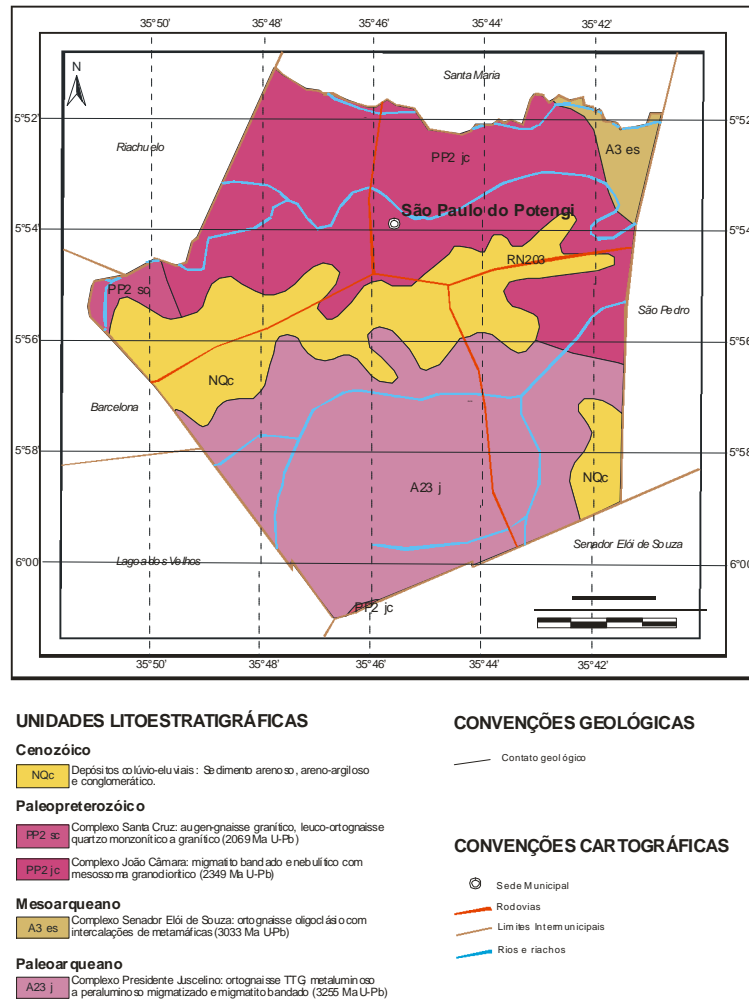 35°50'
35°48'
35°46'
35°44'
35°42'
N
Santa Maria
5°52'
5°52'
Riachuelo
A3 es
PP2 jc
São Paulo do Potengi
5°54'
5°54'
RN203
PP2 sc
São Pedro
5°56'
5°56'
NQc
Barcelona
5°58'
5°58'
NQc
A23 j
Senador Elói de Souza
Lagoa dos Velhos
6°00'
6°00'
PP2 jc
35°50'
35°48'
35°46'
35°44'
35°42'
UNIDADES LITOESTRATIGRÁFICAS
Cenozóico
NQc
Depósitos colúvio-eluviais: Sedimento arenoso, areno-argiloso
e conglomerático.
Paleopreterozóico
PP2 sc
Complexo Santa Cruz: augen-gnaisse granítico, leuco-ortognaisse
quartzo monzonítico a granítico (2069 Ma U-Pb)
PP2 jc
Complexo João Câmara: migmatito bandado e nebulítico com
mesossoma granodiorítico (2349 Ma U-Pb)
Mesoarqueano
A3 es
Complexo Senador Elói de Souza: ortognaisse oligoclásio com
intercalações de metamáficas (3033 Ma U-Pb)
Paleoarqueano
A23 j
Complexo Presidente Juscelino: ortognaisse TTG, metaluminoso
a peraluminoso migmatizado e migmatito bandado (3255 Ma U-Pb)
CONVENÇÕES GEOLÓGICAS
Contato geológico
CONVENÇÕES CARTOGRÁFICAS
Sede Municipal
Rodovias
Limites Intermunicipais
Rios e riachos